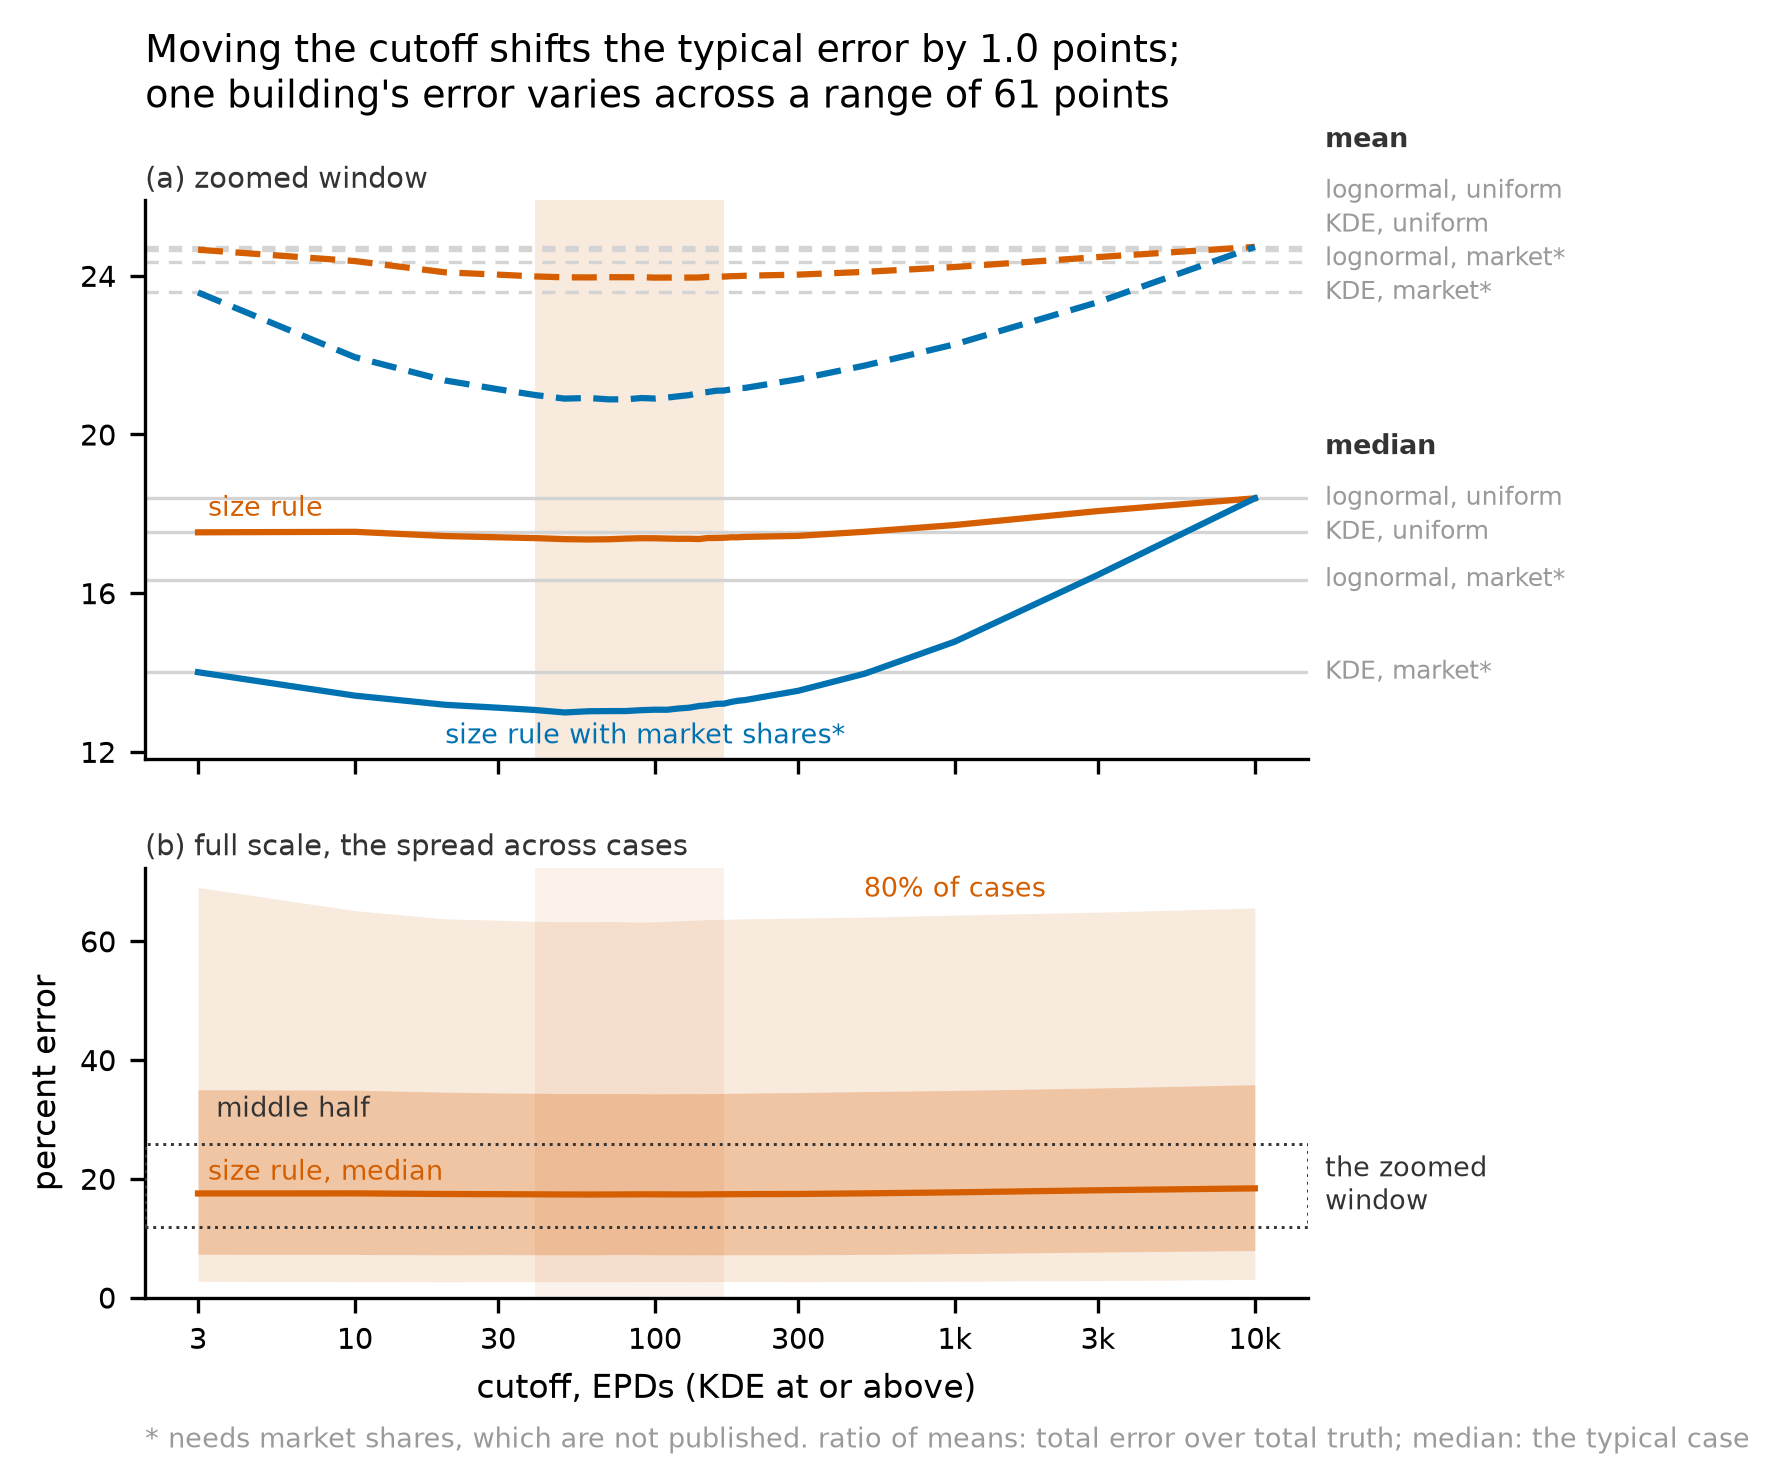 Moving the cutoff shifts the typical error by 1.0 points;
one building's error varies across a range of 61 points
(a) zoomed window
mean
lognormal, uniform
KDE, uniform
lognormal, market*
KDE, market*
24
20
16
12
size rule
size rule with market shares*
median
lognormal, uniform
KDE, uniform
lognormal, market*
KDE, market*
(b) full scale, the spread across cases
80% of cases
middle half
size rule, median
the zoomed
window
percent error
60
40
20
0
3 10 30 100 300 1k 3k 10k
cutoff, EPDs (KDE at or above)
* needs market shares, which are not published. ratio of means: total error over total truth; median: the typical case